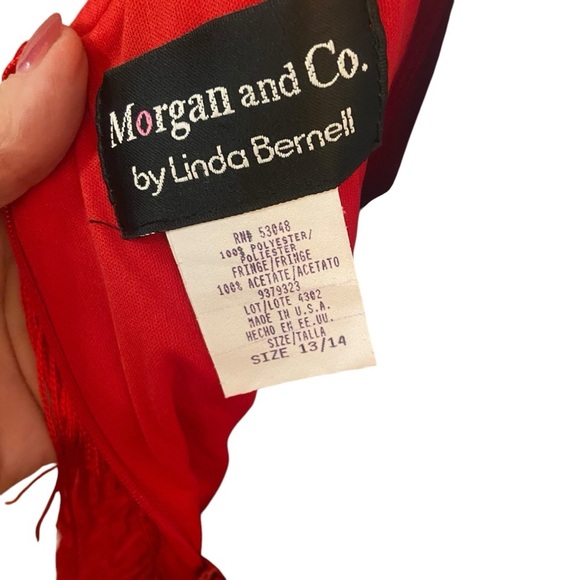 Morgan and Co.
by Linda Bernell
RN# 53048
100% POLYESTER/
POLIESTER
FRINGE/FRINGE
100% ACETATE/ACETATO
9379323
LOT/LOTE 4302
MADE IN U.S.A.
HECHO EN EE.UU.
SIZE/TALLA
SIZE 13/14